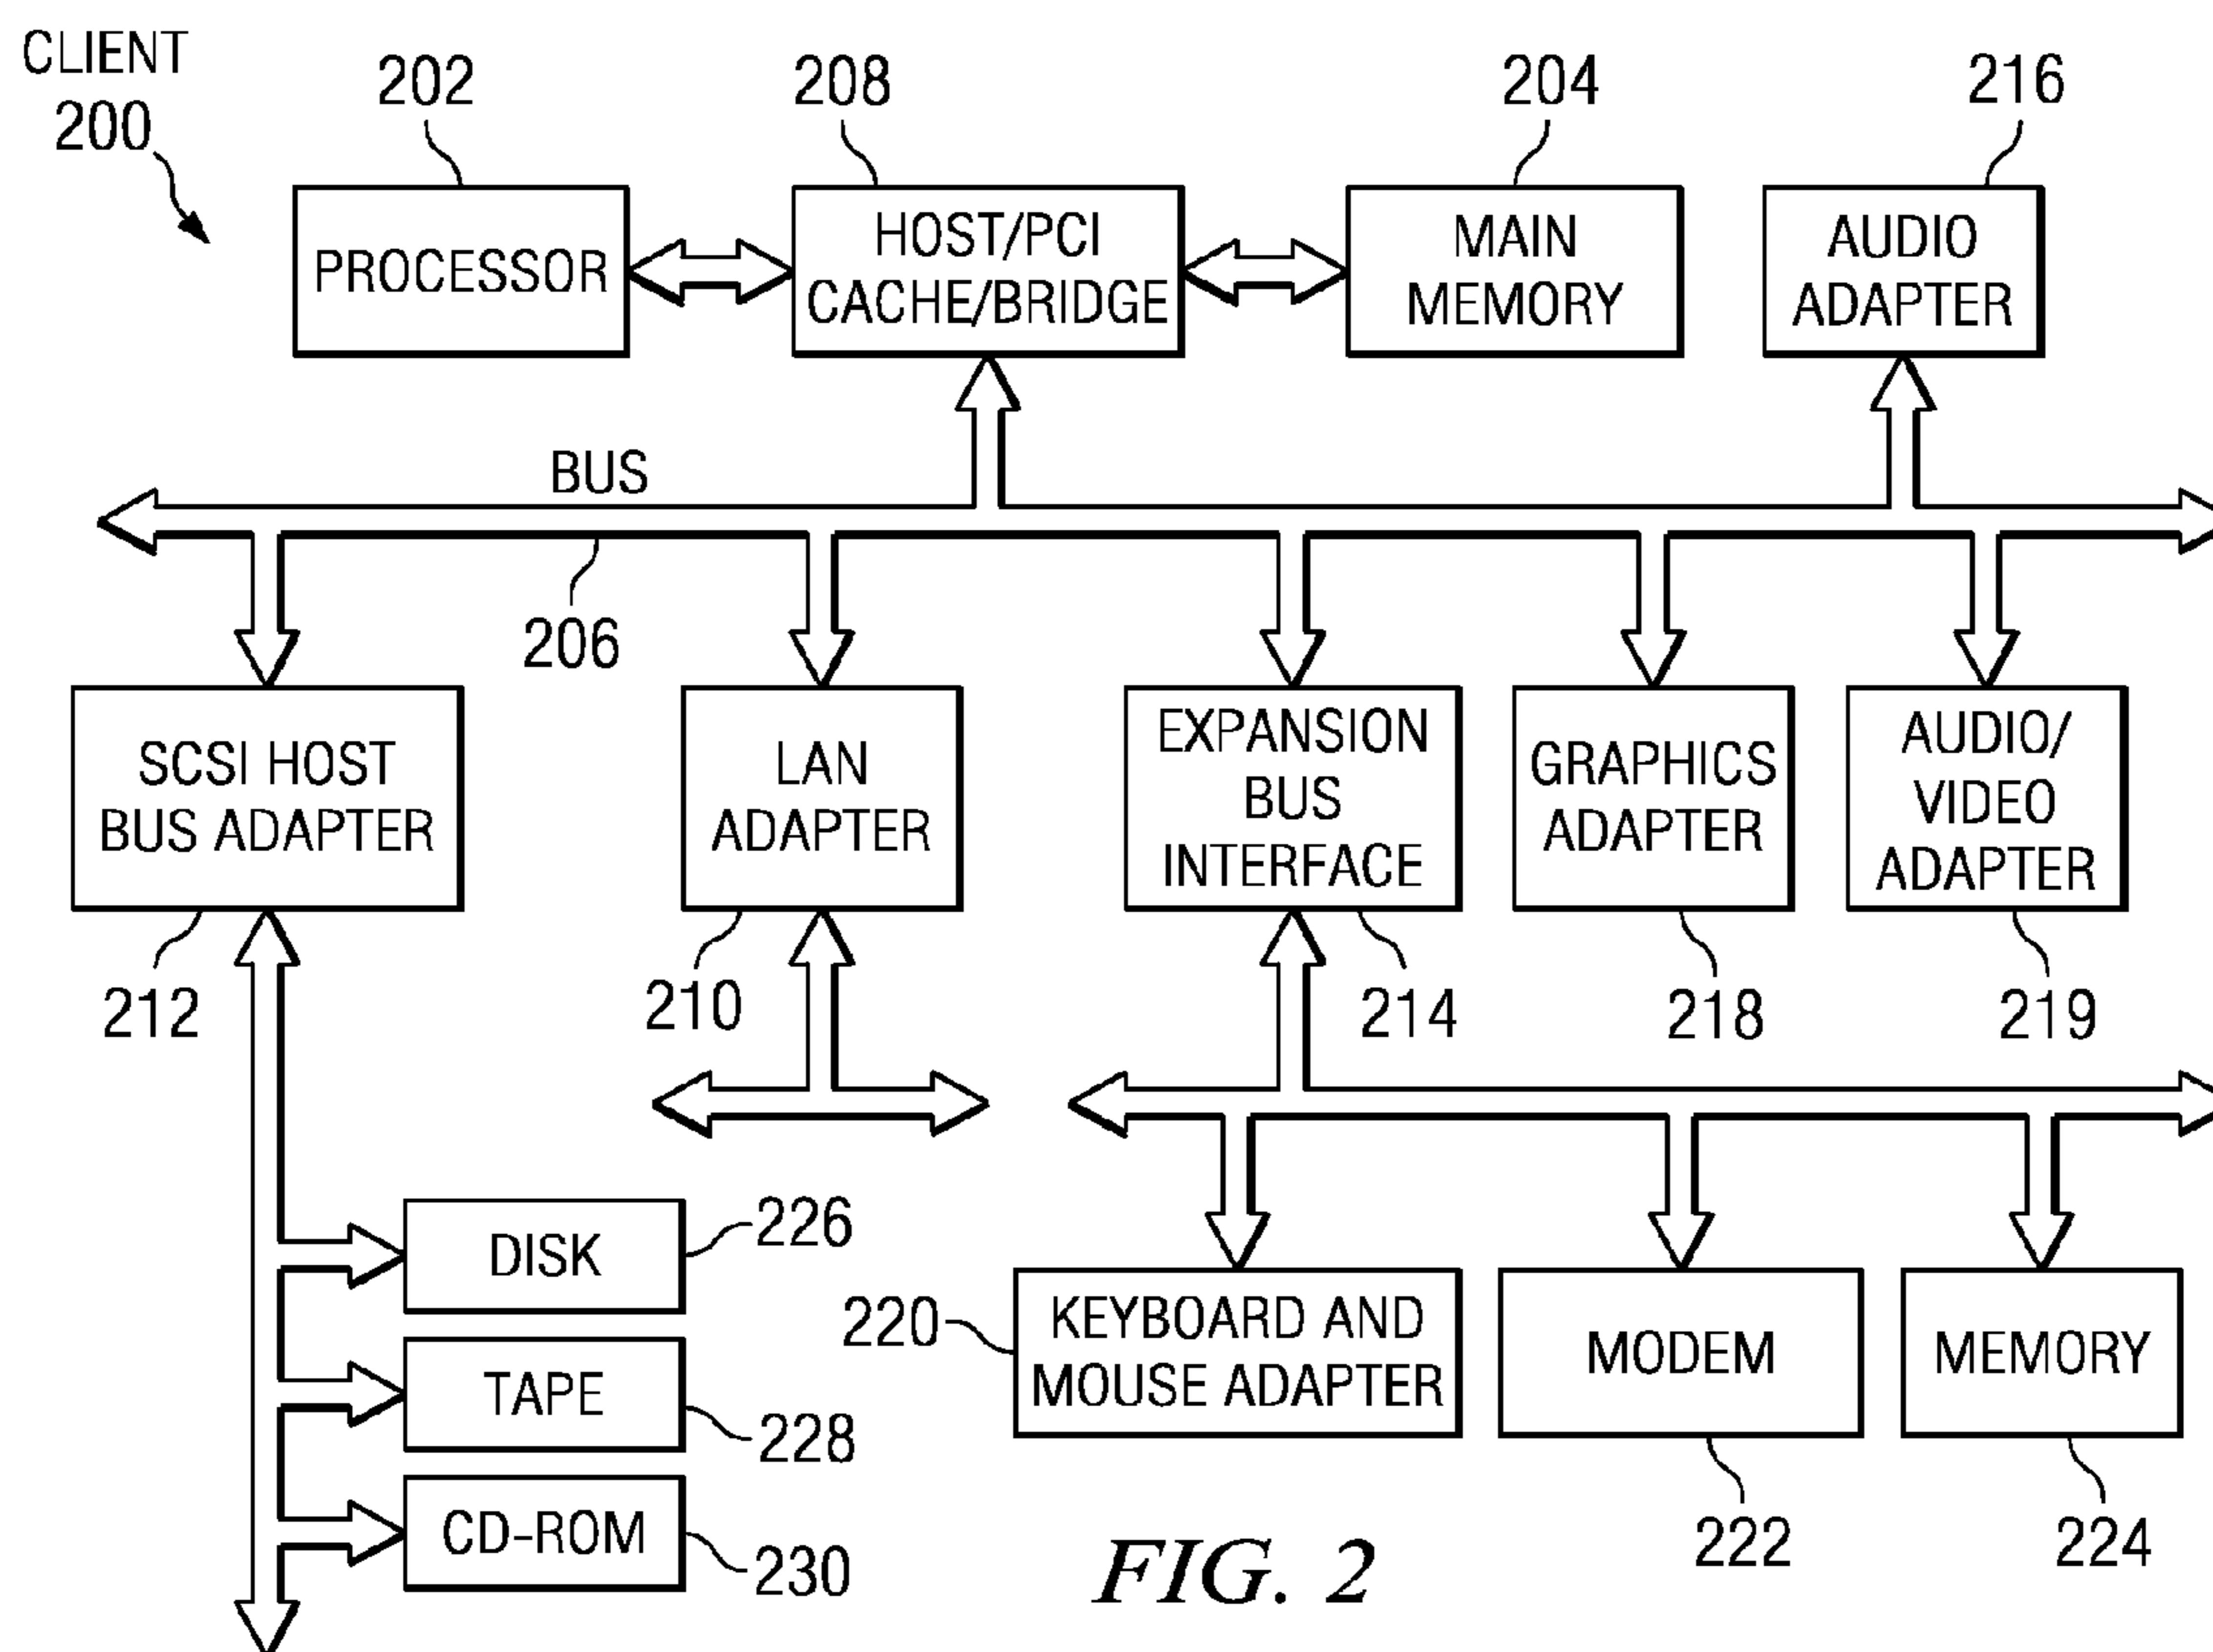 CLIENT
200
202
208
204
216
PROCESSOR
HOST/PCI
CACHE/BRIDGE
MAIN
MEMORY
AUDIO
ADAPTER
BUS
206
SCSI HOST
BUS ADAPTER
LAN
ADAPTER
EXPANSION
BUS
INTERFACE
GRAPHICS
ADAPTER
AUDIO/
VIDEO
ADAPTER
212
210
214
218
219
DISK
226
TAPE
228
CD-ROM
230
220
KEYBOARD AND
MOUSE ADAPTER
MODEM
MEMORY
222
224
FIG. 2